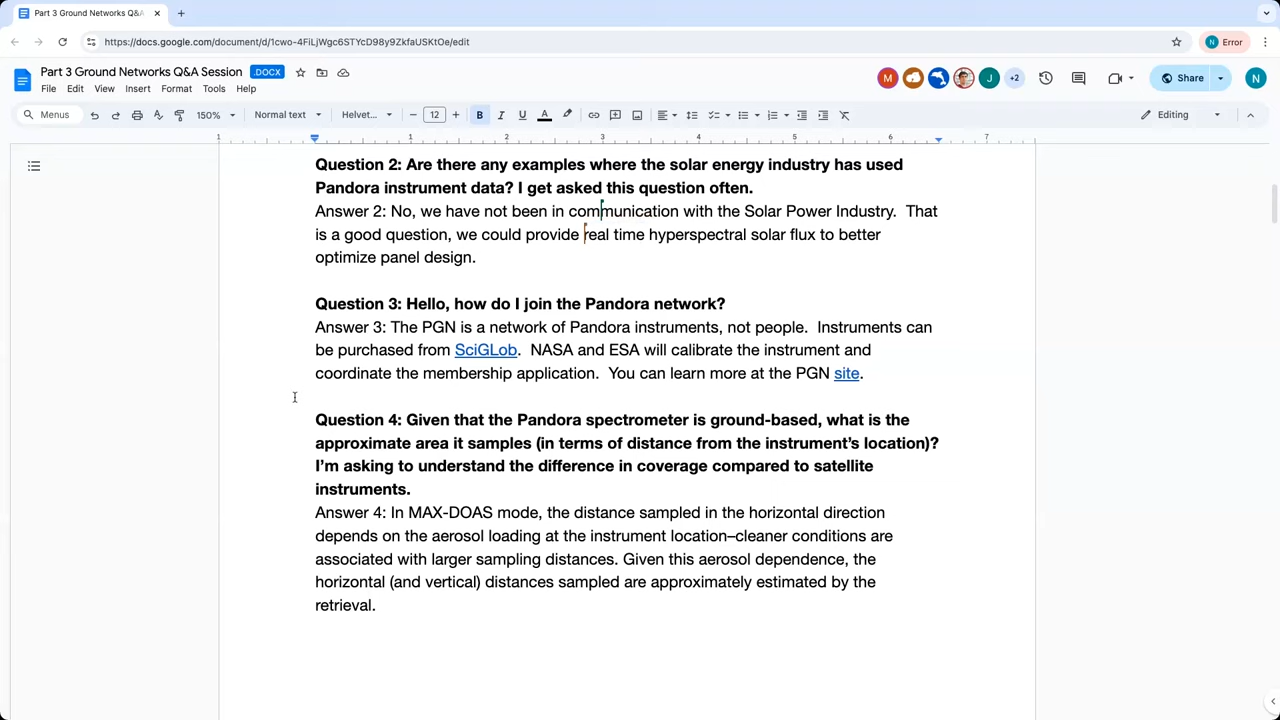 Part 3 Ground Networks Q&A
https://docs.google.com/document/d/1cwo-4FiLjWgc6STYcD98y9ZkfaUSKtOe/edit
N Error
Part 3 Ground Networks Q&A Session .DOCX
M J +2 Share N
File Edit View Insert Format Tools Help
Menus 150% Normal text Helvet... 12 B I U A Editing
1 1 2 3 4 5 6 7
Question 2: Are there any examples where the solar energy industry has used
Pandora instrument data? I get asked this question often.
Answer 2: No, we have not been in communication with the Solar Power Industry. That
is a good question, we could provide real time hyperspectral solar flux to better
optimize panel design.
Question 3: Hello, how do I join the Pandora network?
Answer 3: The PGN is a network of Pandora instruments, not people. Instruments can
be purchased from SciGLob. NASA and ESA will calibrate the instrument and
coordinate the membership application. You can learn more at the PGN site.
Question 4: Given that the Pandora spectrometer is ground-based, what is the
approximate area it samples (in terms of distance from the instrument's location)?
I'm asking to understand the difference in coverage compared to satellite
instruments.
Answer 4: In MAX-DOAS mode, the distance sampled in the horizontal direction
depends on the aerosol loading at the instrument location–cleaner conditions are
associated with larger sampling distances. Given this aerosol dependence, the
horizontal (and vertical) distances sampled are approximately estimated by the
retrieval.